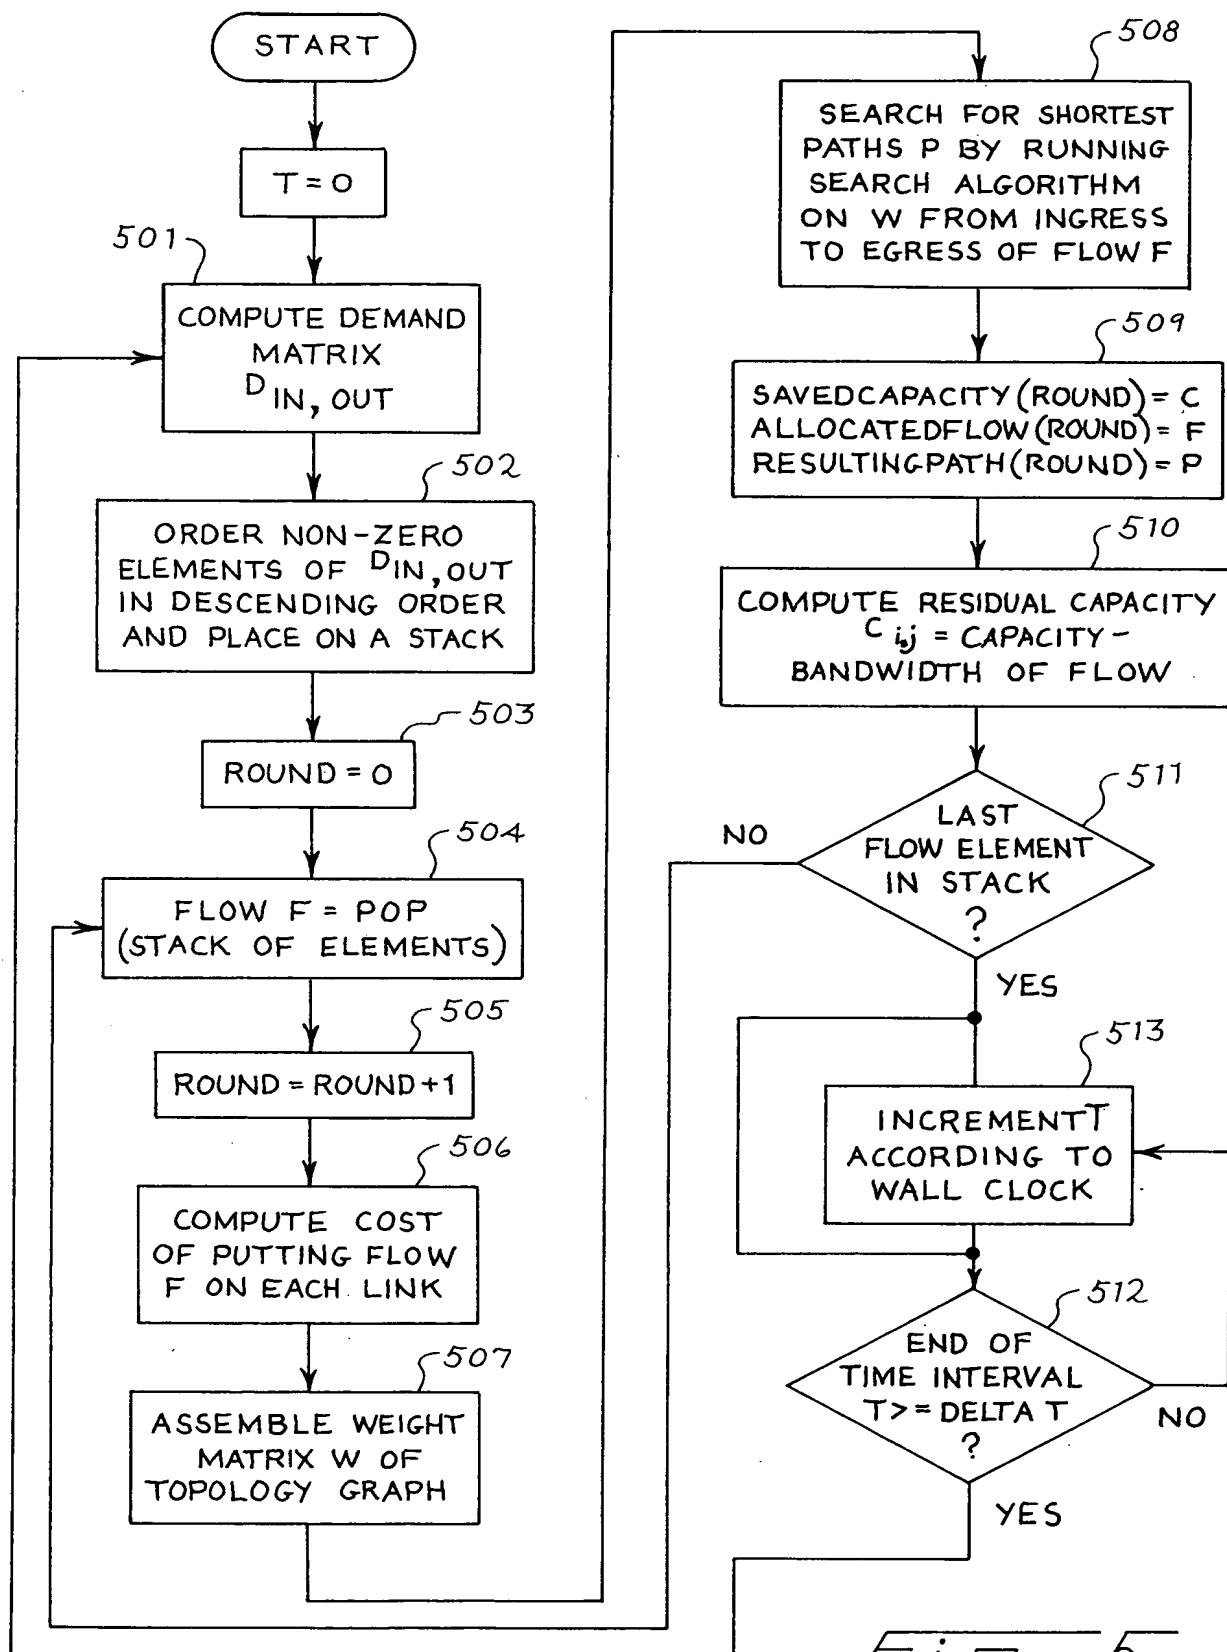 START
T = 0
501
COMPUTE DEMAND
MATRIX
D IN, OUT
502
ORDER NON-ZERO
ELEMENTS OF D IN, OUT
IN DESCENDING ORDER
AND PLACE ON A STACK
503
ROUND = 0
504
FLOW F = POP
(STACK OF ELEMENTS)
505
ROUND = ROUND+1
506
COMPUTE COST
OF PUTTING FLOW
F ON EACH LINK
507
ASSEMBLE WEIGHT
MATRIX W OF
TOPOLOGY GRAPH
508
SEARCH FOR SHORTEST
PATHS P BY RUNNING
SEARCH ALGORITHM
ON W FROM INGRESS
TO EGRESS OF FLOW F
509
SAVEDCAPACITY (ROUND) = C
ALLOCATEDFLOW (ROUND) = F
RESULTINGPATH (ROUND) = P
510
COMPUTE RESIDUAL CAPACITY
C i,j = CAPACITY -
BANDWIDTH OF FLOW
511
LAST
FLOW ELEMENT
IN STACK
?
NO
YES
513
INCREMENT T
ACCORDING TO
WALL CLOCK
512
END OF
TIME INTERVAL
T >= DELTA T
?
NO
YES